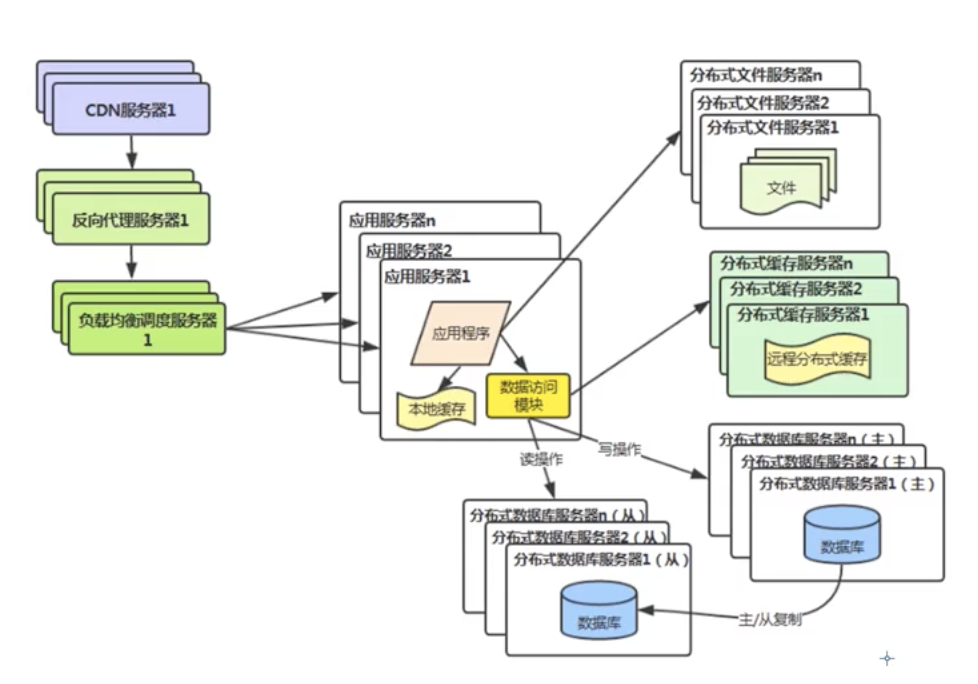 CDN服务器1
反向代理服务器1
负载均衡调度服务器
1
应用服务器n
应用服务器2
应用服务器1
应用程序
本地缓存
数据访问
模块
读操作
写操作
分布式文件服务器n
分布式文件服务器2
分布式文件服务器1
文件
分布式缓存服务器n
分布式缓存服务器2
分布式缓存服务器1
远程分布式缓存
分布式数据库服务器n（主）
分布式数据库服务器2（主）
分布式数据库服务器1（主）
数据库
分布式数据库服务器n（从）
分布式数据库服务器2（从）
分布式数据库服务器1（从）
数据库
主/从复制